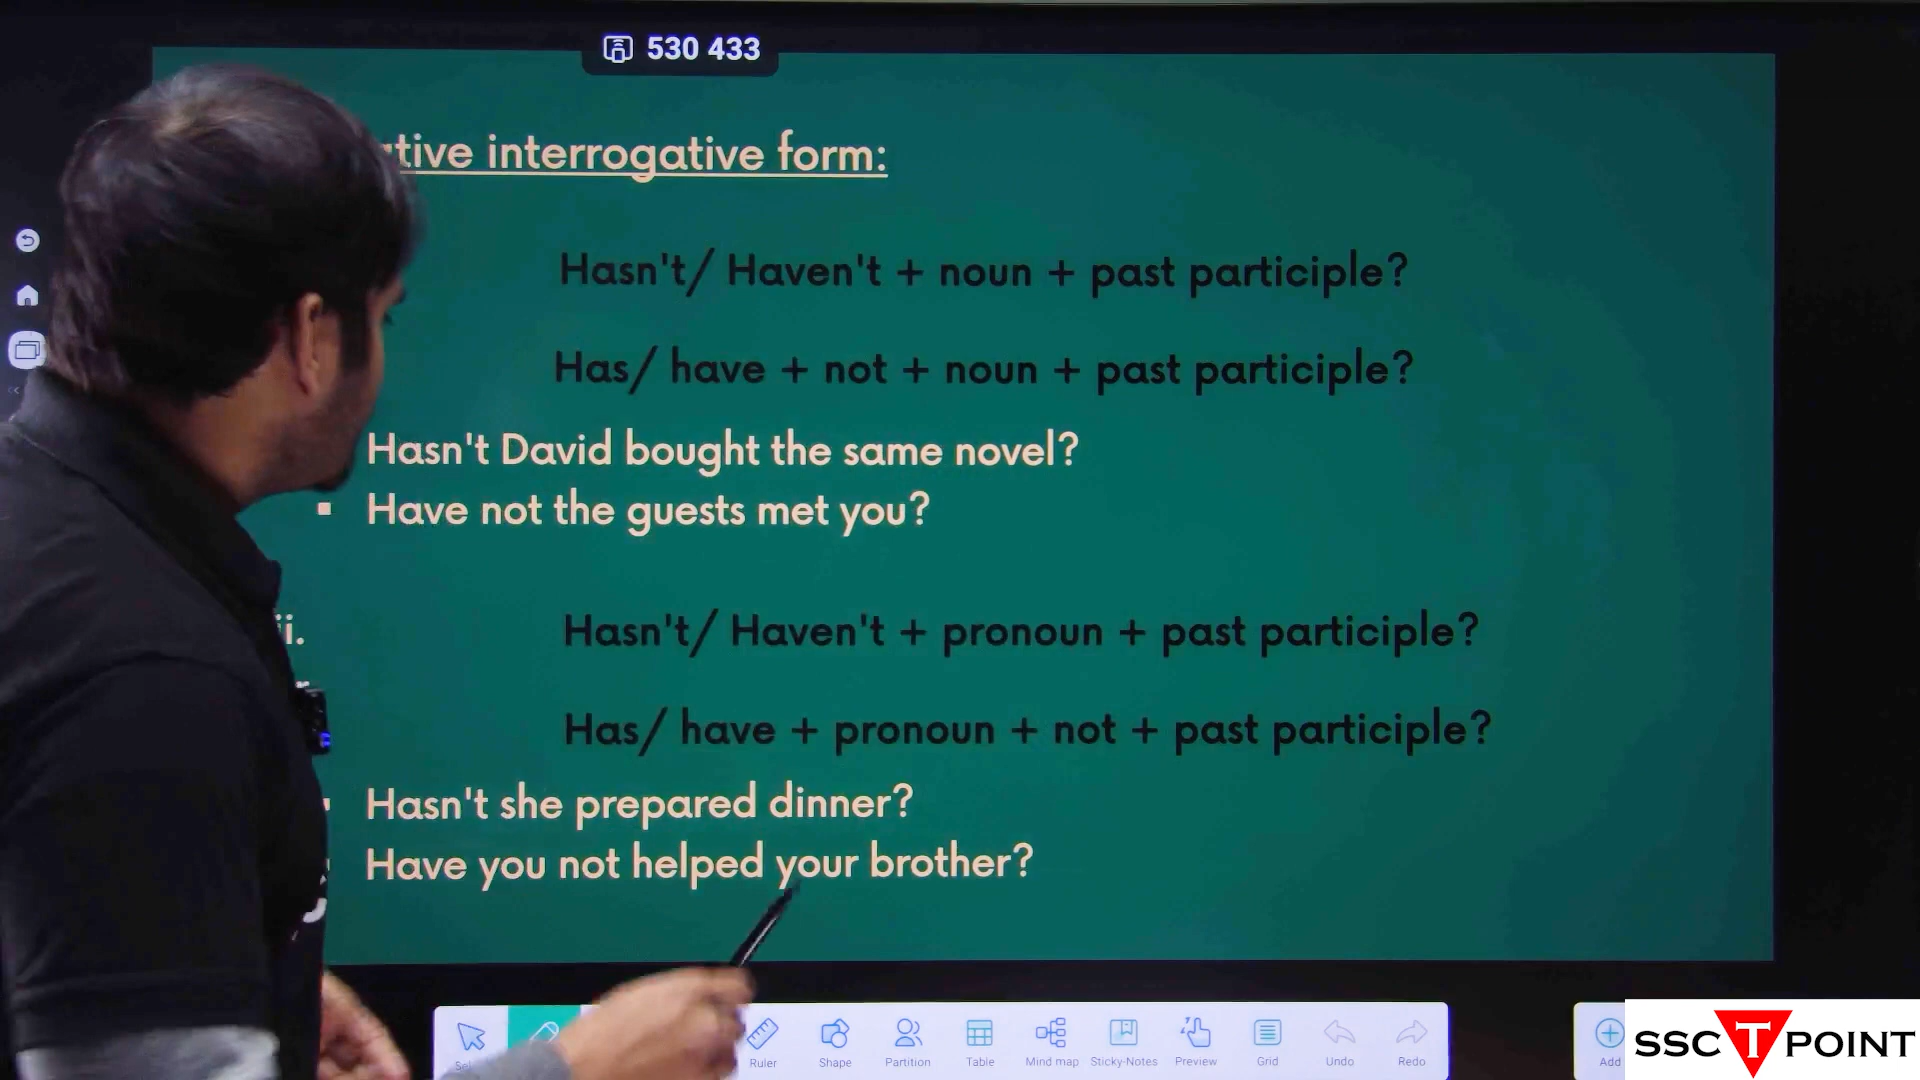 530 433
interrogative form:
Hasn't/ Haven't + noun + past participle?
Has/ have + not + noun + past participle?
Hasn't David bought the same novel?
▪ Have not the guests met you?
ii. Hasn't/ Haven't + pronoun + past participle?
Has/ have + pronoun + not + past participle?
Hasn't she prepared dinner?
Have you not helped your brother?
Ruler Shape Partition Table Mind map Sticky-Notes Preview Grid Undo Redo Add
SSC T POINT